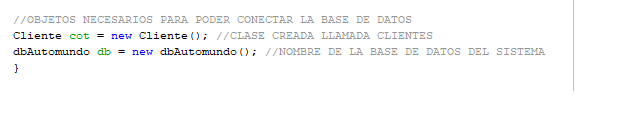 //OBJETOS NECESARIOS PARA PODER CONECTAR LA BASE DE DATOS
Cliente cot = new Cliente(); //CLASE CREADA LLAMADA CLIENTES
dbAutomundo db = new dbAutomundo(); //NOMBRE DE LA BASE DE DATOS DEL SISTEMA
}